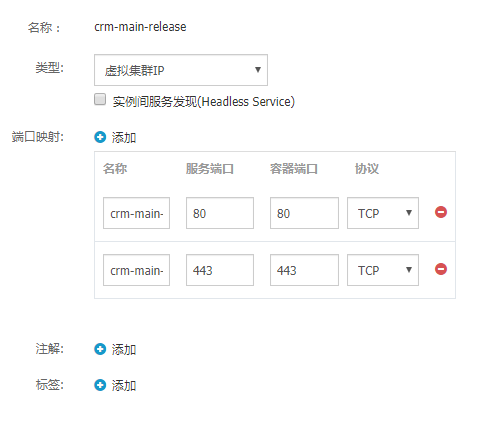 名称： crm-main-release
类型: 虚拟集群IP
实例间服务发现(Headless Service)
端口映射: 添加
名称 服务端口 容器端口 协议
crm-main- 80 80 TCP
crm-main- 443 443 TCP
注解: 添加
标签: 添加